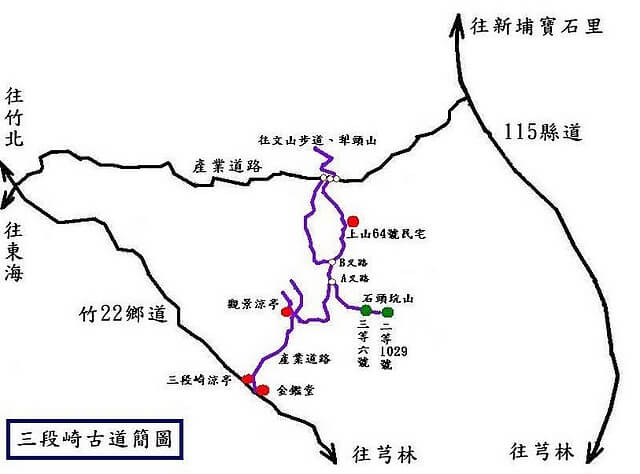 往新埔寶石里
往竹北
往文山步道、犁頭山
115縣道
產業道路
上山64號民宅
往東海
B叉路
A叉路
觀景涼亭
石頭坑山
竹22鄉道
三等六號
二等1029號
產業道路
三段崎涼亭
金鑑堂
三段崎古道簡圖
往芎林
往芎林